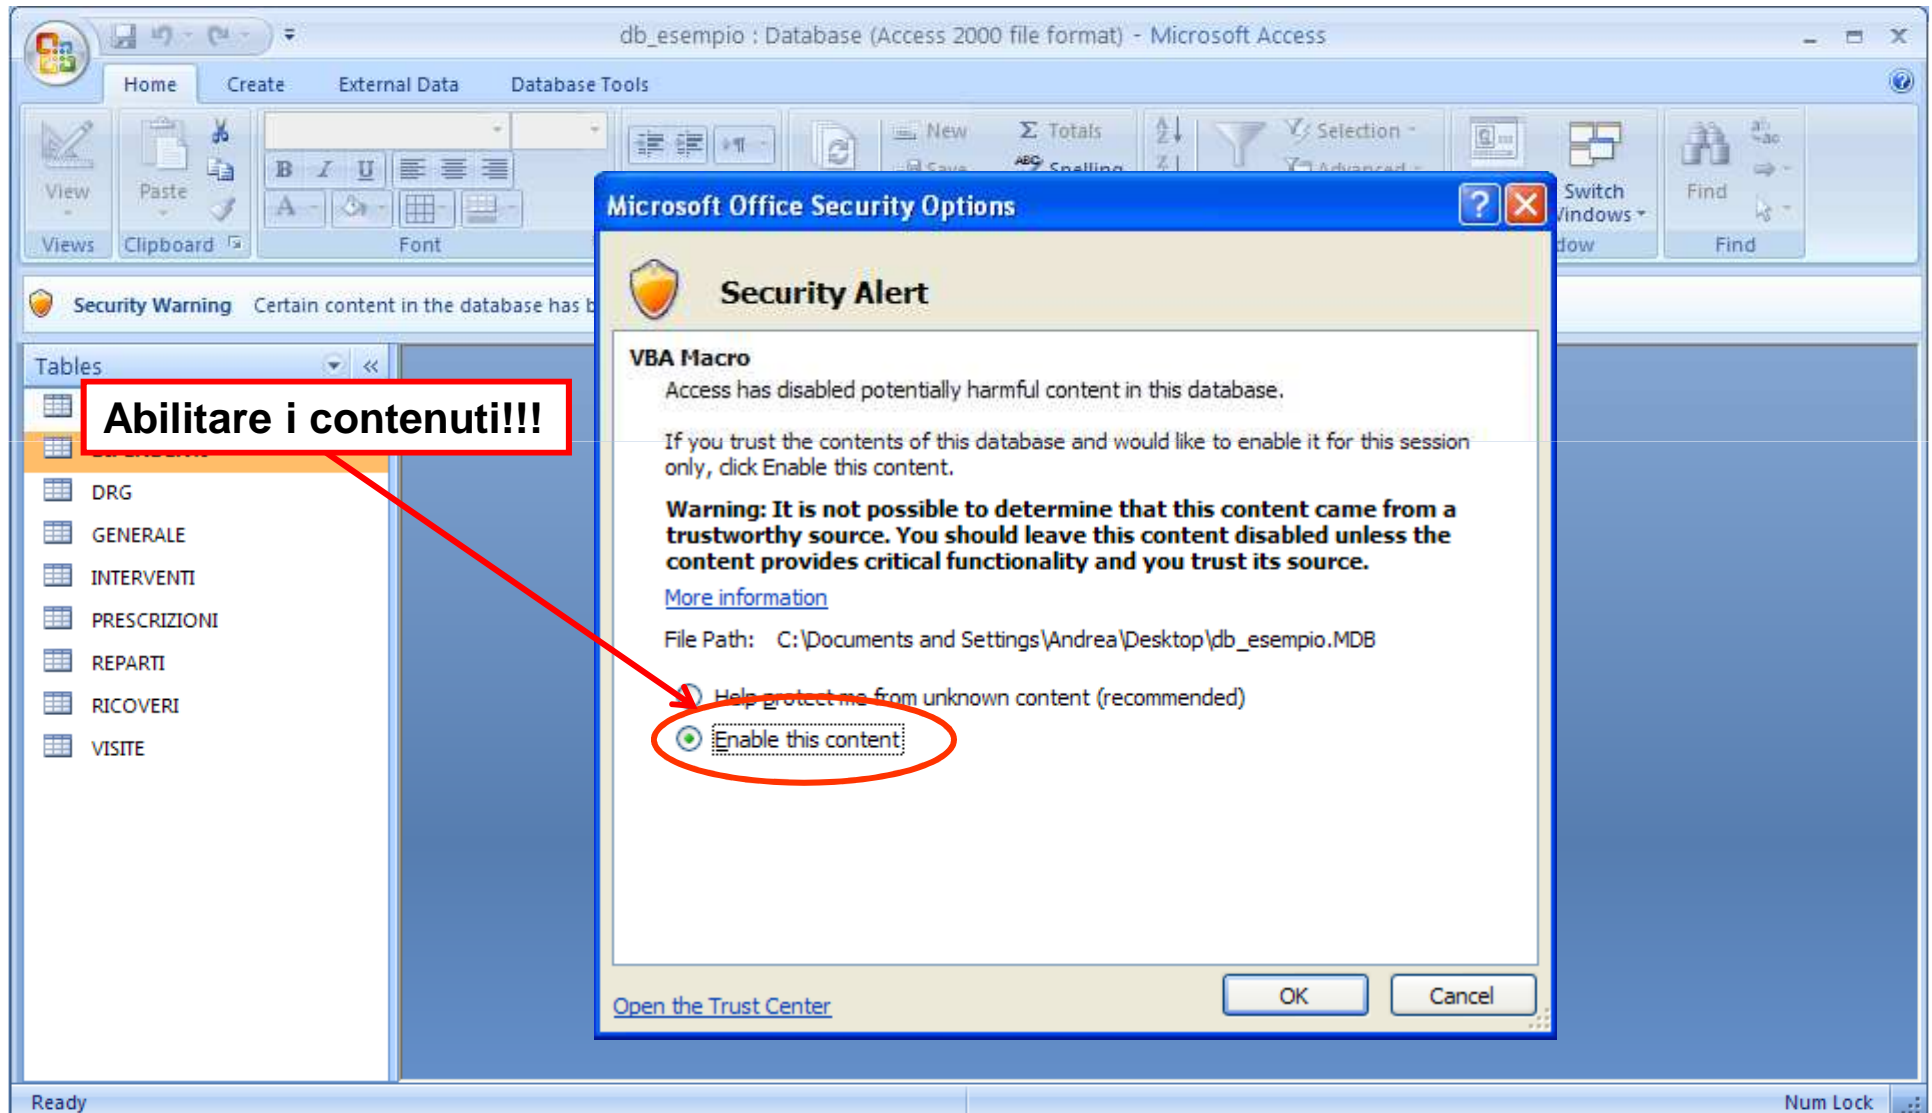 db_esempio : Database (Access 2000 file format) - Microsoft Access
Home Create External Data Database Tools
New Σ Totals Selection
Save Spelling Advanced
View Paste B I U A Switch Windows Find
Views Clipboard Font Find
Security Warning Certain content in the database has
Tables
Abilitare i contenuti!!!
DRG
GENERALE
INTERVENTI
PRESCRIZIONI
REPARTI
RICOVERI
VISITE
Microsoft Office Security Options
Security Alert
VBA Macro
Access has disabled potentially harmful content in this database.
If you trust the contents of this database and would like to enable it for this session
only, click Enable this content.
Warning: It is not possible to determine that this content came from a
trustworthy source. You should leave this content disabled unless the
content provides critical functionality and you trust its source.
More information
File Path: C:\Documents and Settings\Andrea\Desktop\db_esempio.MDB
Help protect me from unknown content (recommended)
Enable this content
Open the Trust Center OK Cancel
Ready Num Lock